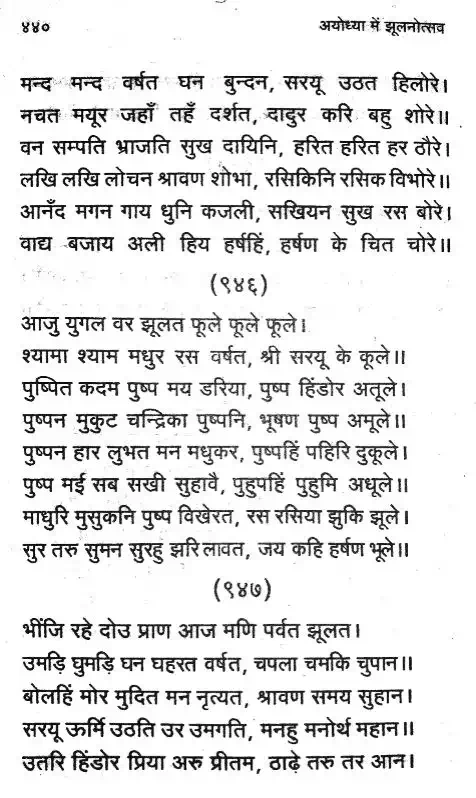 ४४०
अयोध्या में झूलनोत्सव
मन्द मन्द वर्षत घन बुन्दन, सरयू उठत हिलोरे।
नचत मयूर जहाँ तहँ दर्शत, दादुर करि बहु शोरे॥
वन सम्पति भ्राजति सुख दायिनि, हरित हरित हर ठौरे।
लखि लखि लोचन श्रावण शोभा, रसिकिनि रसिक विभोरे॥
आनँद मगन गाय धुनि कजली, सखियन सुख रस बोरे।
वाद्य बजाय अली हिय हर्षहिं, हर्षण के चित चोरे॥
(९४६)
आजु युगल वर झूलत फूले फूले फूले।
श्यामा श्याम मधुर रस वर्षत, श्री सरयू के कूले॥
पुष्पित कदम पुष्प मय डरिया, पुष्प हिंडोर अतूले।
पुष्पन मुकुट चन्द्रिका पुष्पनि, भूषण पुष्प अमूले॥
पुष्पन हार लुभत मन मधुकर, पुष्पहिं पहिरि दुकूले।
पुष्प मई सब सखी सुहावै, पुहुपहिं पुहुमि अधूले॥
माधुरि मुसुकनि पुष्प विखेरत, रस रसिया झुकि झूले।
सुर तरु सुमन सुरहु झरि लावत, जय कहि हर्षण भूले॥
(९४७)
भींजि रहे दोउ प्राण आज मणि पर्वत झूलत।
उमड़ि घुमड़ि घन घहरत वर्षत, चपला चमकि चुपान॥
बोलहिं मोर मुदित मन नृत्यत, श्रावण समय सुहान।
सरयू ऊर्मि उठति उर उमगति, मनहु मनोर्थ महान॥
उतरि हिंडोर प्रिया अरु प्रीतम, ठाढ़े तरु तर आन।